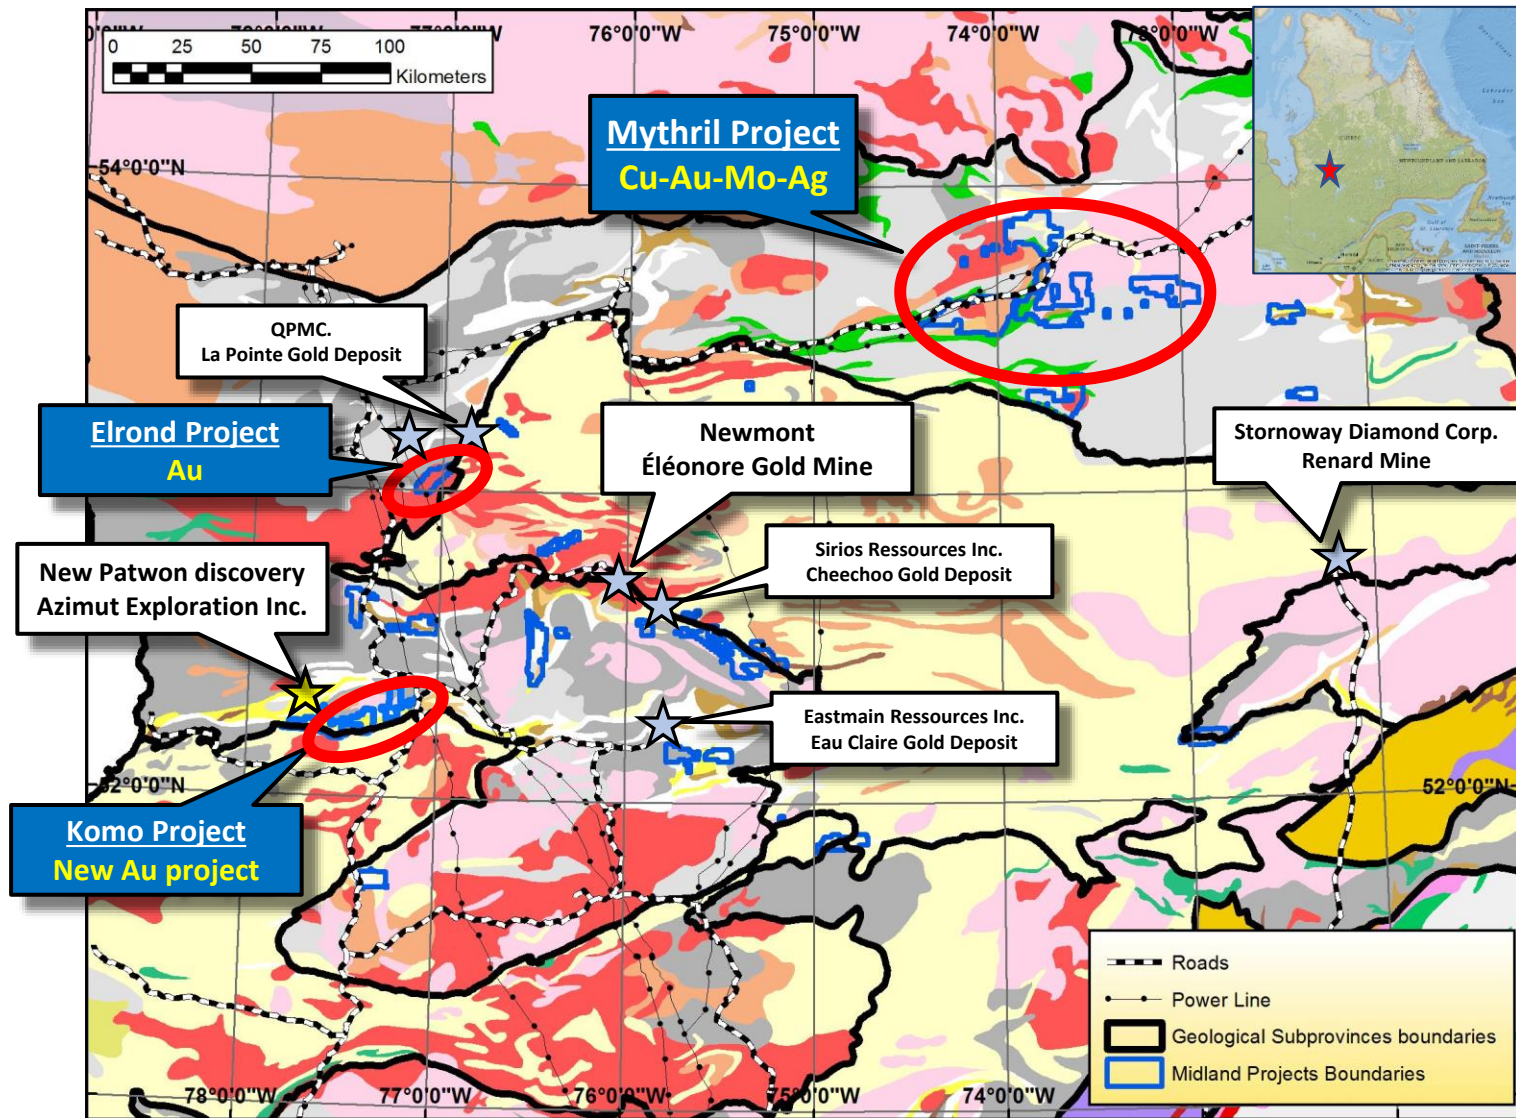 0 25 50 75 100
Kilometers
76°0'0"W
75°0'0"W
74°0'0"W
54°0'0"N
Mythril Project
Cu-Au-Mo-Ag
QUÉBEC
NEWFOUNDLAND AND LABRADOR
QPMC.
La Pointe Gold Deposit
Elrond Project
Au
Newmont
Éléonore Gold Mine
Stornoway Diamond Corp.
Renard Mine
Sirios Ressources Inc.
Cheechoo Gold Deposit
New Patwon discovery
Azimut Exploration Inc.
Eastmain Ressources Inc.
Eau Claire Gold Deposit
52°0'0"N
52°0'0"N
Komo Project
New Au project
Roads
Power Line
Geological Subprovinces boundaries
Midland Projects Boundaries
78°0'0"W
77°0'0"W
76°0'0"W
75°0'0"W
74°0'0"W